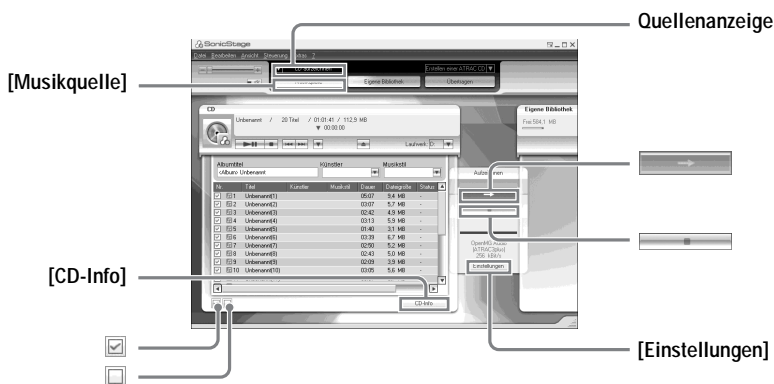 Quellenanzeige
SonicStage
Datei Bearbeiten Ansicht Steuerung Extras ?
CD aufzeichnen
Erstellen einer ATRAC CD
[Musikquelle]
Musikquelle Eigene Bibliothek Übertragen
CD
Eigene Bibliothek
Unbenannt / 20 Titel / 01:01:41 / 112,9 MB
00:00:00
Frei 584,1 MB
Laufwerk D:
Albumtitel Künstler Musikstil
<Album> Unbenannt
Aufzeichnen
Nr. Titel Künstler Musikstil Dauer Dateigröße Status
1 Unbenannt(1) 05:07 9,4 MB -
2 Unbenannt(2) 03:07 5,7 MB -
3 Unbenannt(3) 02:42 4,9 MB -
4 Unbenannt(4) 03:13 5,9 MB -
5 Unbenannt(5) 01:40 3,1 MB -
6 Unbenannt(6) 03:39 6,7 MB -
7 Unbenannt(7) 02:50 5,2 MB -
8 Unbenannt(8) 02:43 5,0 MB -
9 Unbenannt(9) 02:09 3,9 MB -
10 Unbenannt(10) 03:05 5,6 MB -
OpenMG Audio
(ATRAC3plus)
256 kBit/s
Einstellungen
[CD-Info]
CD-Info
[Einstellungen]